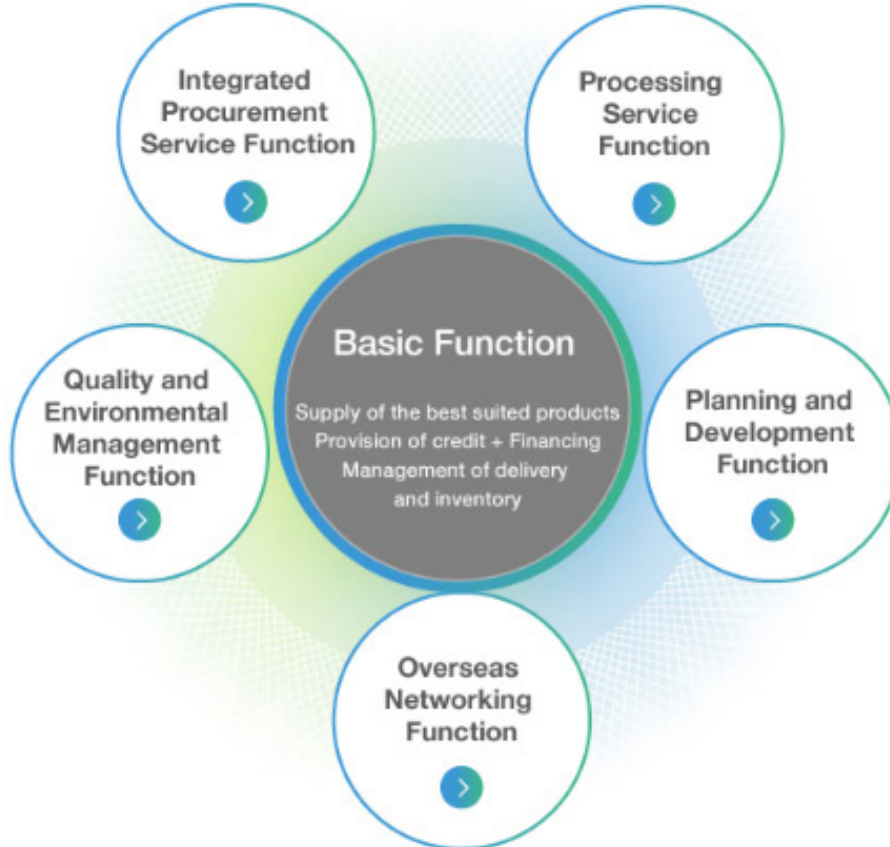 Integrated
Procurement
Service Function
Processing
Service
Function
Basic Function
Supply of the best suited products
Provision of credit + Financing
Management of delivery
and inventory
Quality and
Environmental
Management
Function
Planning and
Development
Function
Overseas
Networking
Function